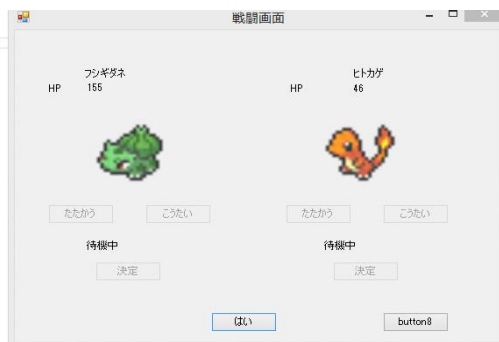 戦闘画面
フシギダネ
HP 155
ヒトカゲ
HP 46
たたかう こうたい
たたかう こうたい
待機中
待機中
決定
決定
はい
button8